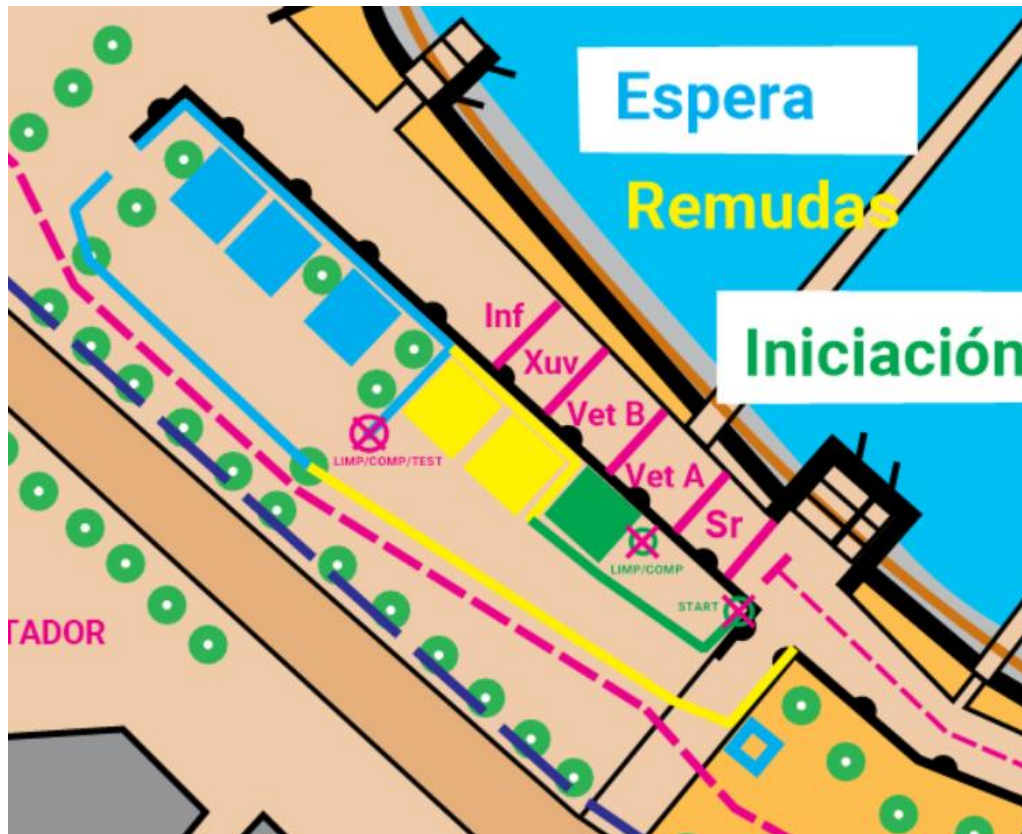 Espera
Remudas
Iniciación
Inf
Xuv
Vet B
Vet A
Sr
LIMP/COMP/TEST
LIMP/COMP
START
TADOR